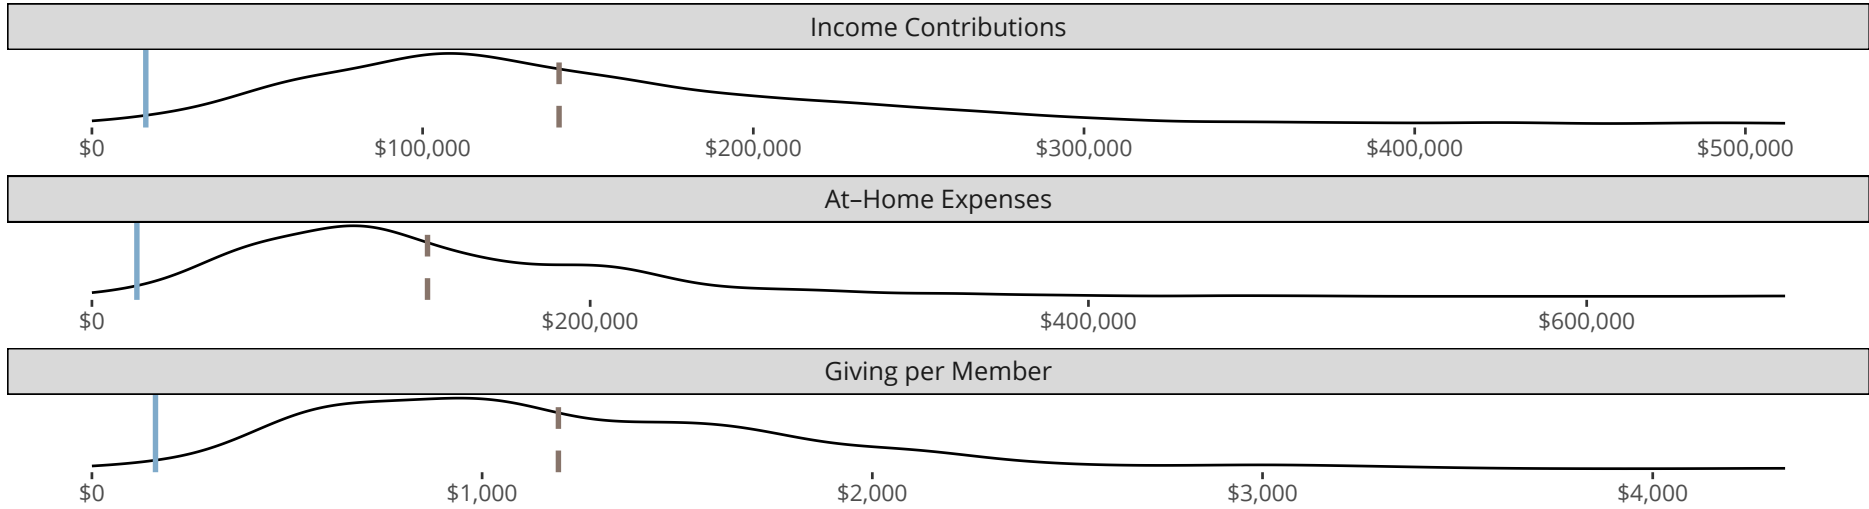 Income Contributions
$0 $100,000 $200,000 $300,000 $400,000 $500,000
At–Home Expenses
$0 $200,000 $400,000 $600,000
Giving per Member
$0 $1,000 $2,000 $3,000 $4,000